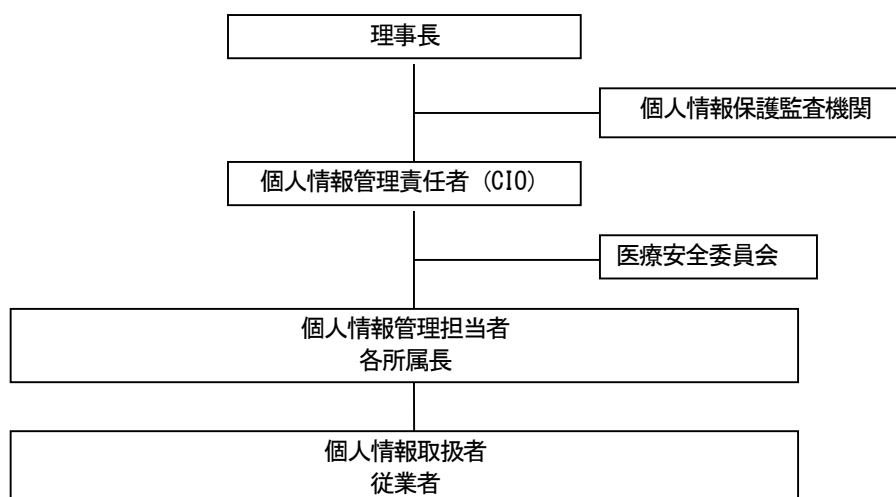 理事長
個人情報保護監査機関
個人情報管理責任者 (CIO)
医療安全委員会
個人情報管理担当者
各所属長
個人情報取扱者
従業者